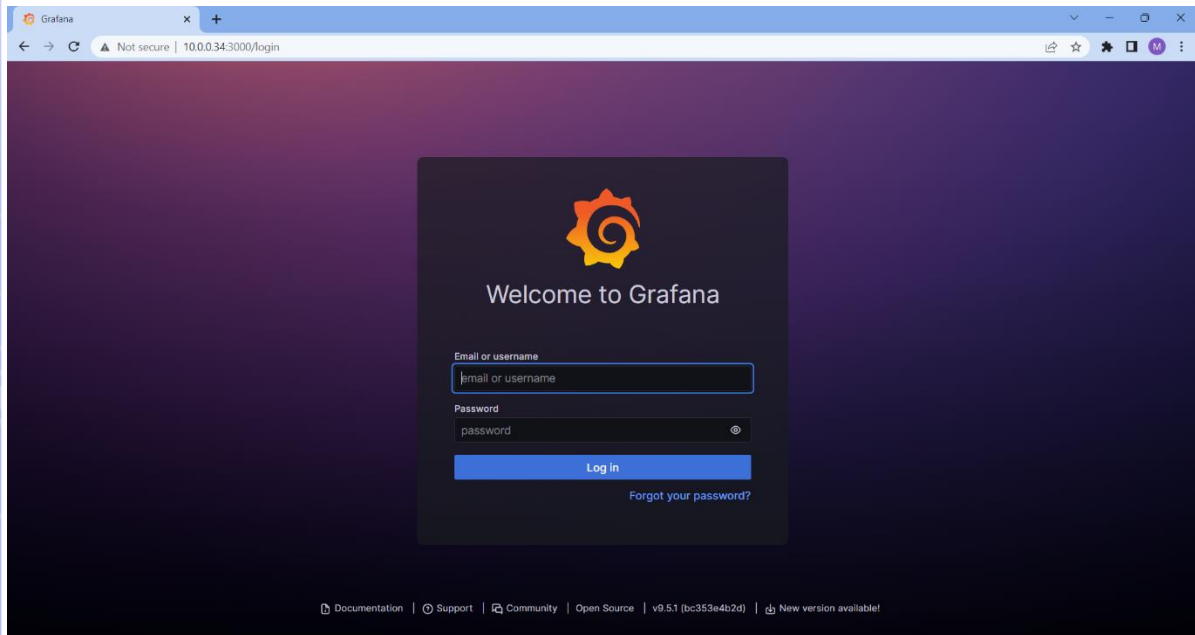 Grafana
Not secure | 10.0.0.34:3000/login
M
Welcome to Grafana
Email or username
email or username
Password
password
Log in
Forgot your password?
Documentation | Support | Community | Open Source | v9.5.1 (bc353e4b2d) | New version available!